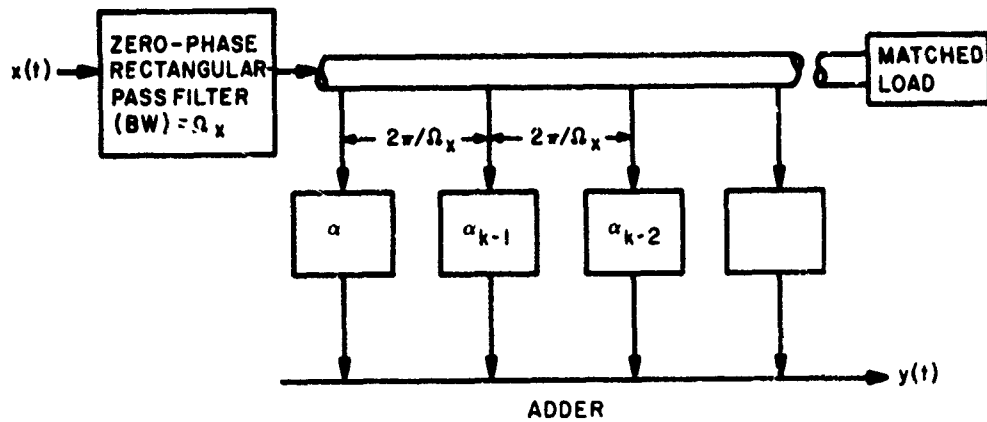 ZERO-PHASE
RECTANGULAR
PASS FILTER
(BW) = Ωx
x(t)
MATCHED
LOAD
2π/Ωx
2π/Ωx
α
αk-1
αk-2
y(t)
ADDER